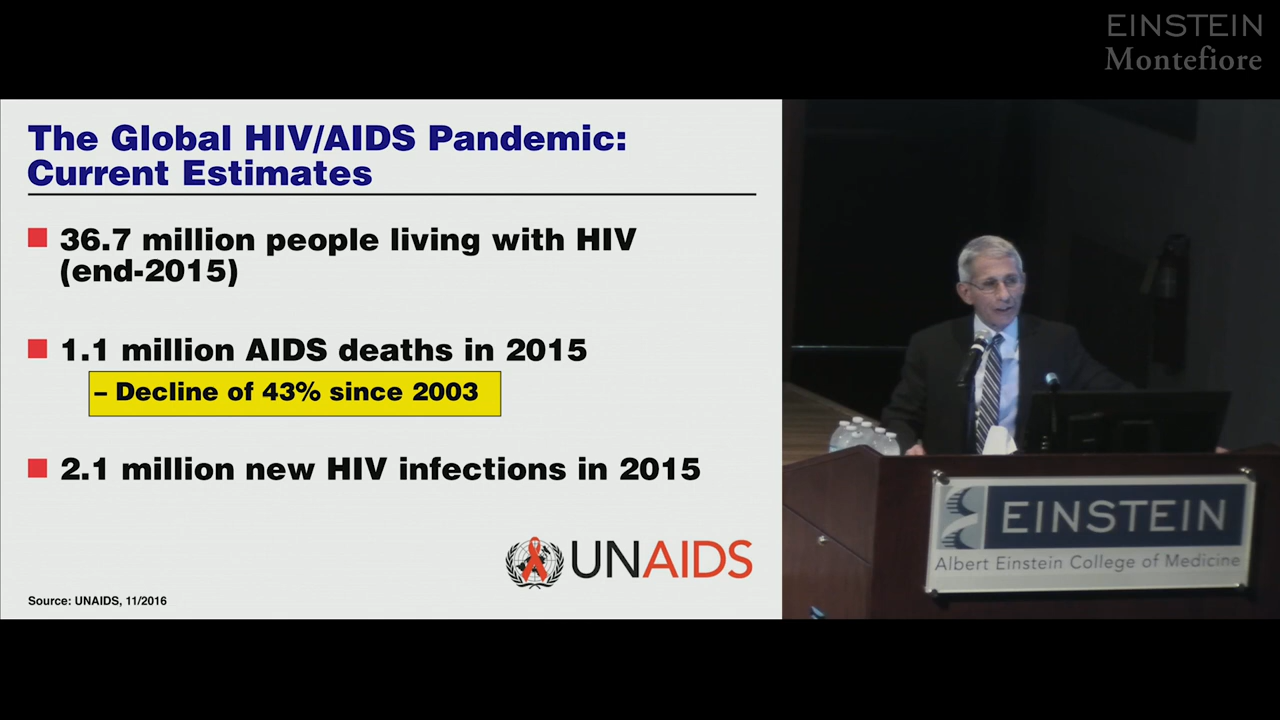 EINSTEIN
Montefiore
The Global HIV/AIDS Pandemic:
Current Estimates
36.7 million people living with HIV
(end-2015)
1.1 million AIDS deaths in 2015
– Decline of 43% since 2003
2.1 million new HIV infections in 2015
UNAIDS
Source: UNAIDS, 11/2016
EINSTEIN
Albert Einstein College of Medicine